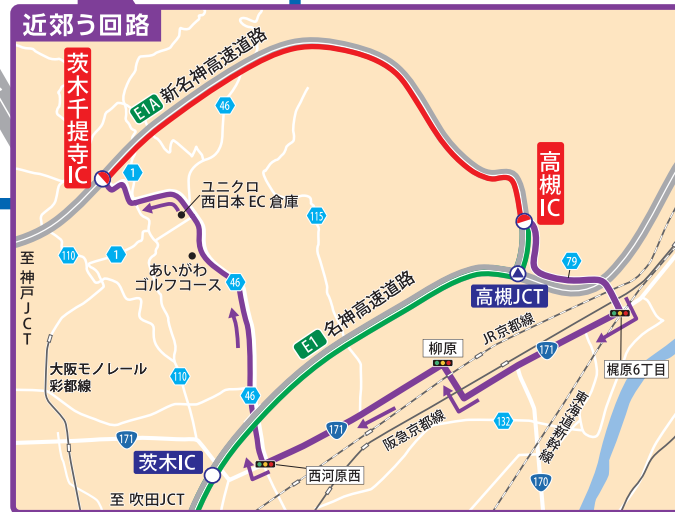 近郊う回路
茨木千提寺IC
E1A 新名神高速道路
46
高槻IC
1
ユニクロ
西日本 EC 倉庫
115
110
1
79
至 神戸JCT
あいがわ
ゴルフコース
46
高槻JCT
E1 名神高速道路
JR京都線
柳原
171
梶原6丁目
大阪モノレール
彩都線
110
46
東海道新幹線
阪急京都線
132
171
171
茨木IC
西河原西
170
至 吹田JCT